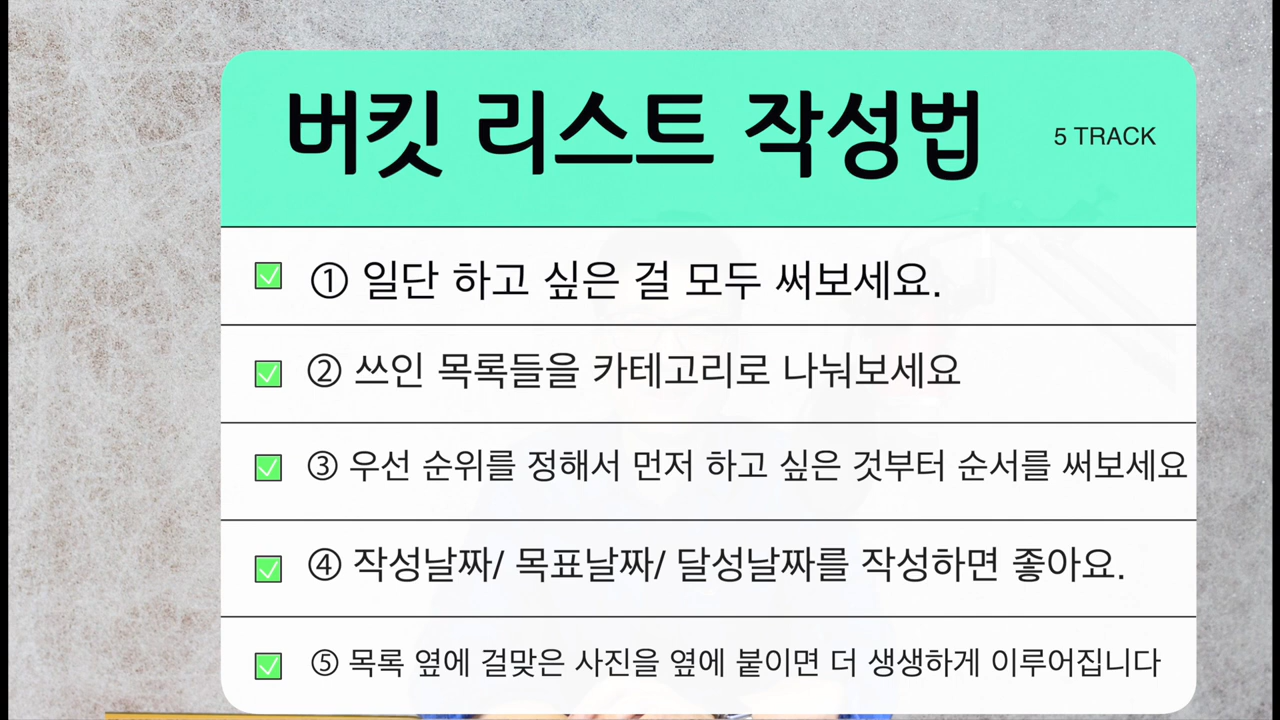 버킷 리스트 작성법
5 TRACK
① 일단 하고 싶은 걸 모두 써보세요.
② 쓰인 목록들을 카테고리로 나눠보세요
③ 우선 순위를 정해서 먼저 하고 싶은 것부터 순서를 써보세요
④ 작성날짜/ 목표날짜/ 달성날짜를 작성하면 좋아요.
⑤ 목록 옆에 걸맞은 사진을 옆에 붙이면 더 생생하게 이루어집니다